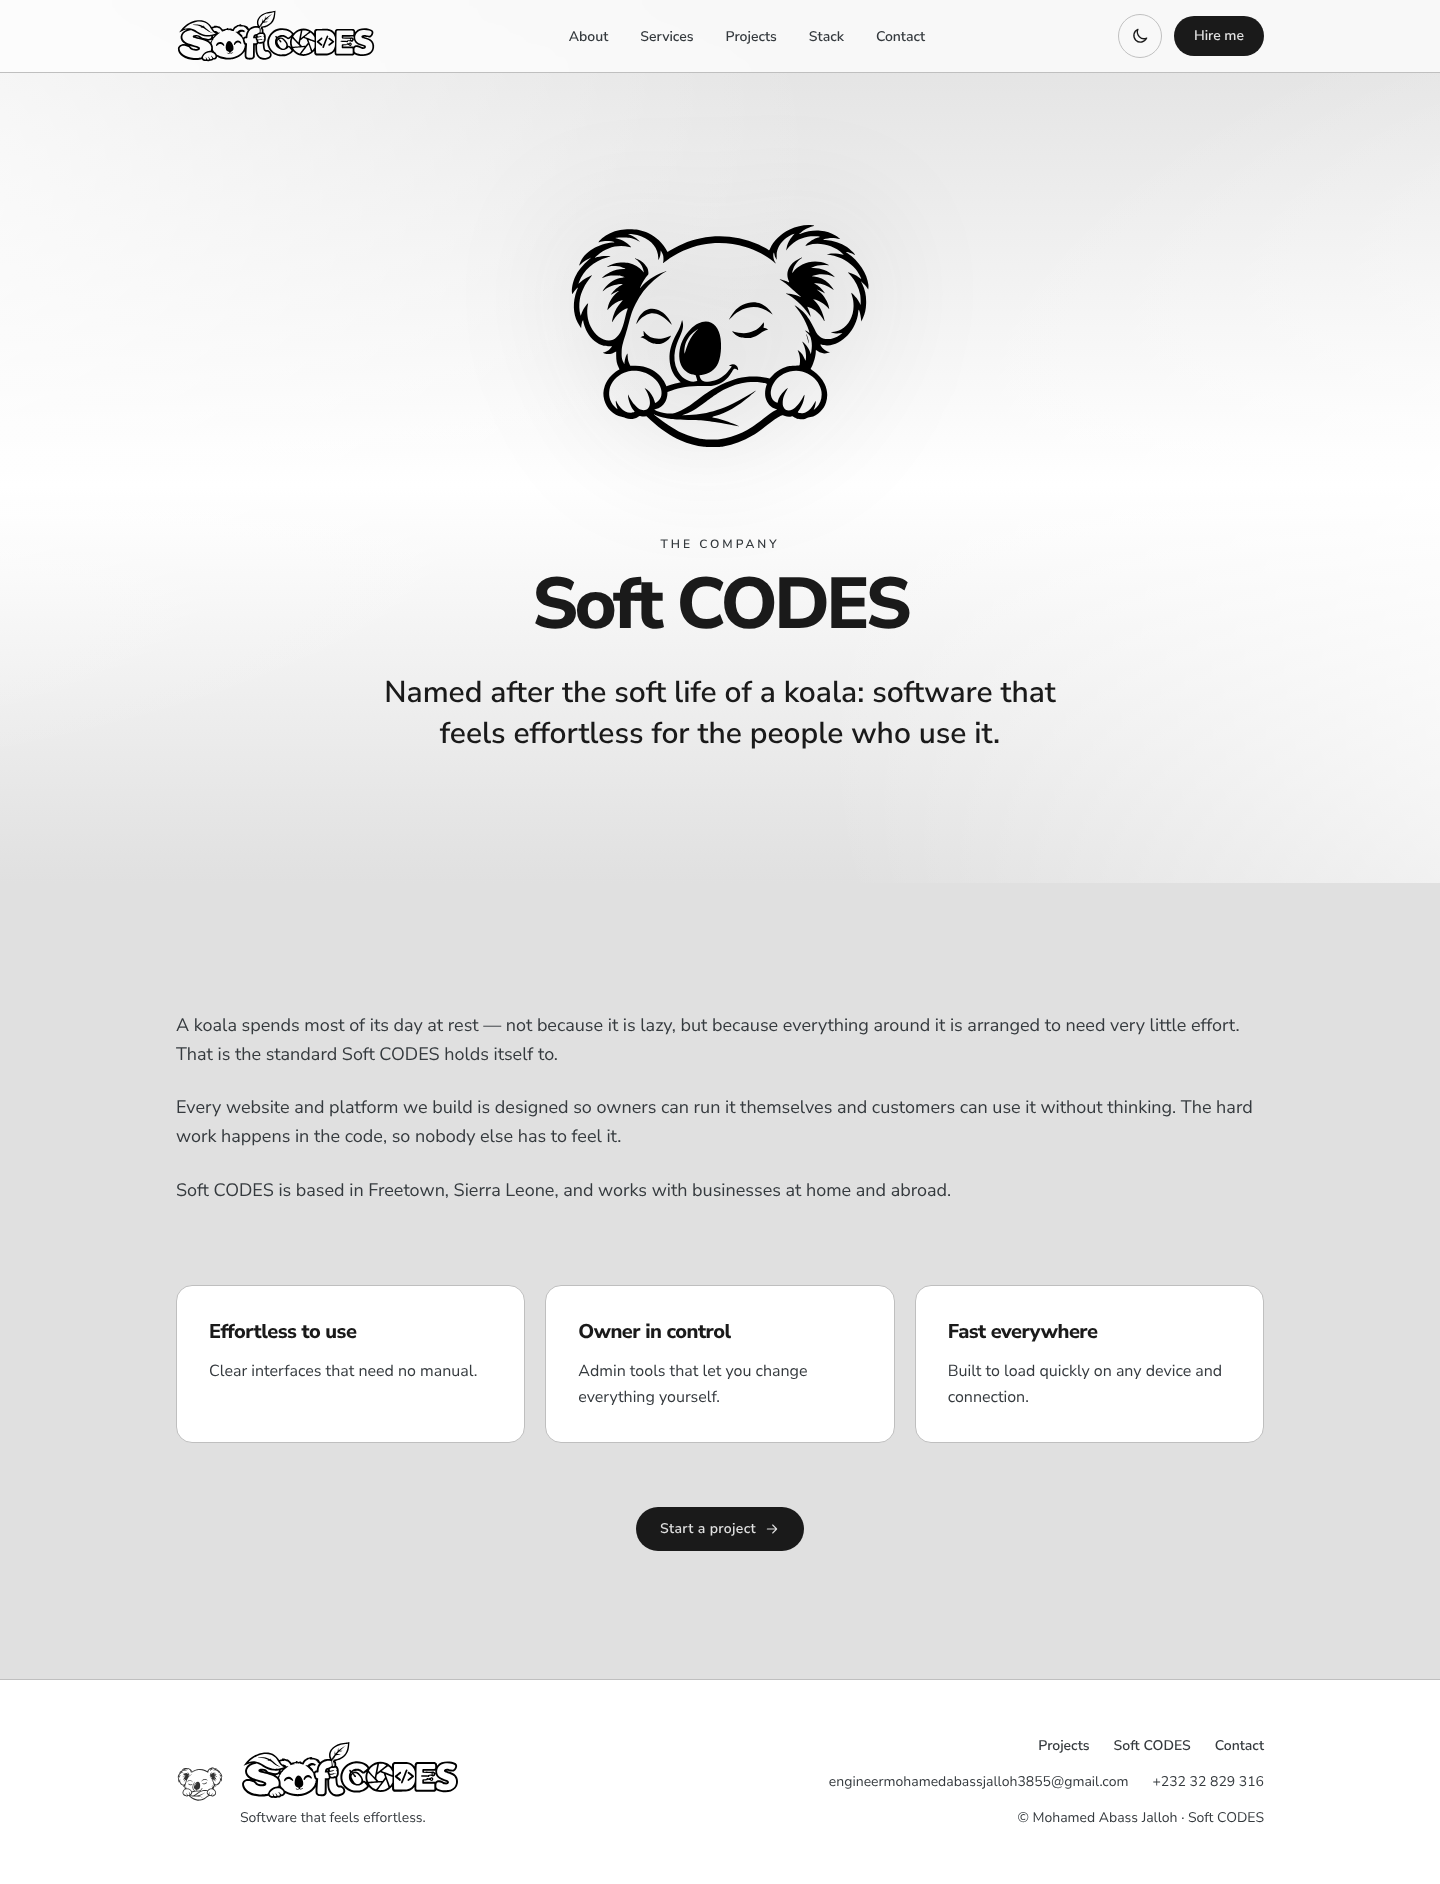 Soft CODES
About Services Projects Stack Contact
Hire me
THE COMPANY
Soft CODES
Named after the soft life of a koala: software that
feels effortless for the people who use it.
A koala spends most of its day at rest — not because it is lazy, but because everything around it is arranged to need very little effort.
That is the standard Soft CODES holds itself to.
Every website and platform we build is designed so owners can run it themselves and customers can use it without thinking. The hard
work happens in the code, so nobody else has to feel it.
Soft CODES is based in Freetown, Sierra Leone, and works with businesses at home and abroad.
Effortless to use
Clear interfaces that need no manual.
Owner in control
Admin tools that let you change
everything yourself.
Fast everywhere
Built to load quickly on any device and
connection.
Start a project →
Soft CODES
Software that feels effortless.
Projects Soft CODES Contact
engineermohamedabassjalloh3855@gmail.com +232 32 829 316
© Mohamed Abass Jalloh · Soft CODES